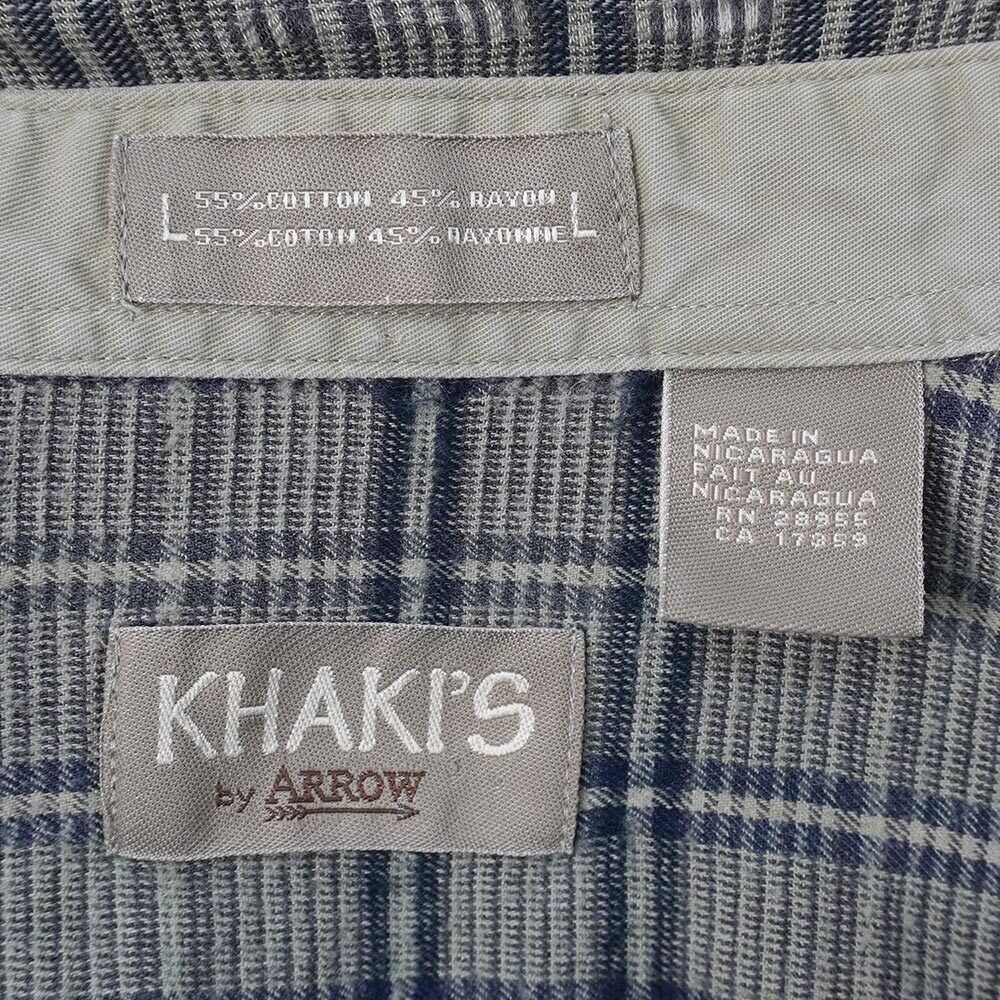 L 55% COTTON 45% RAYON L
55% COTON 45% RAYONNE
MADE IN
NICARAGUA
FAIT AU
NICARAGUA
RN 28955
CA 17359
KHAKI'S
by ARROW